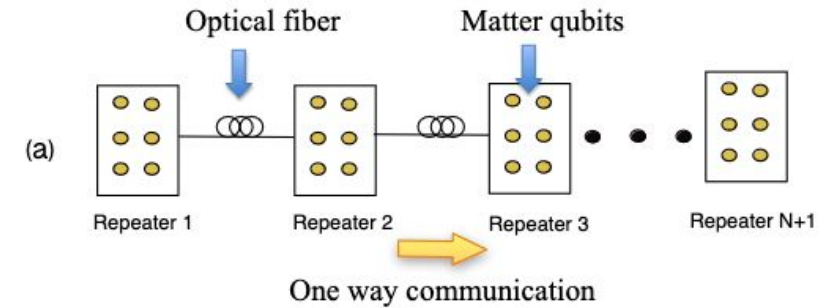 Optical fiber Matter qubits
(a)
Repeater 1 Repeater 2 Repeater 3 Repeater N+1
One way communication